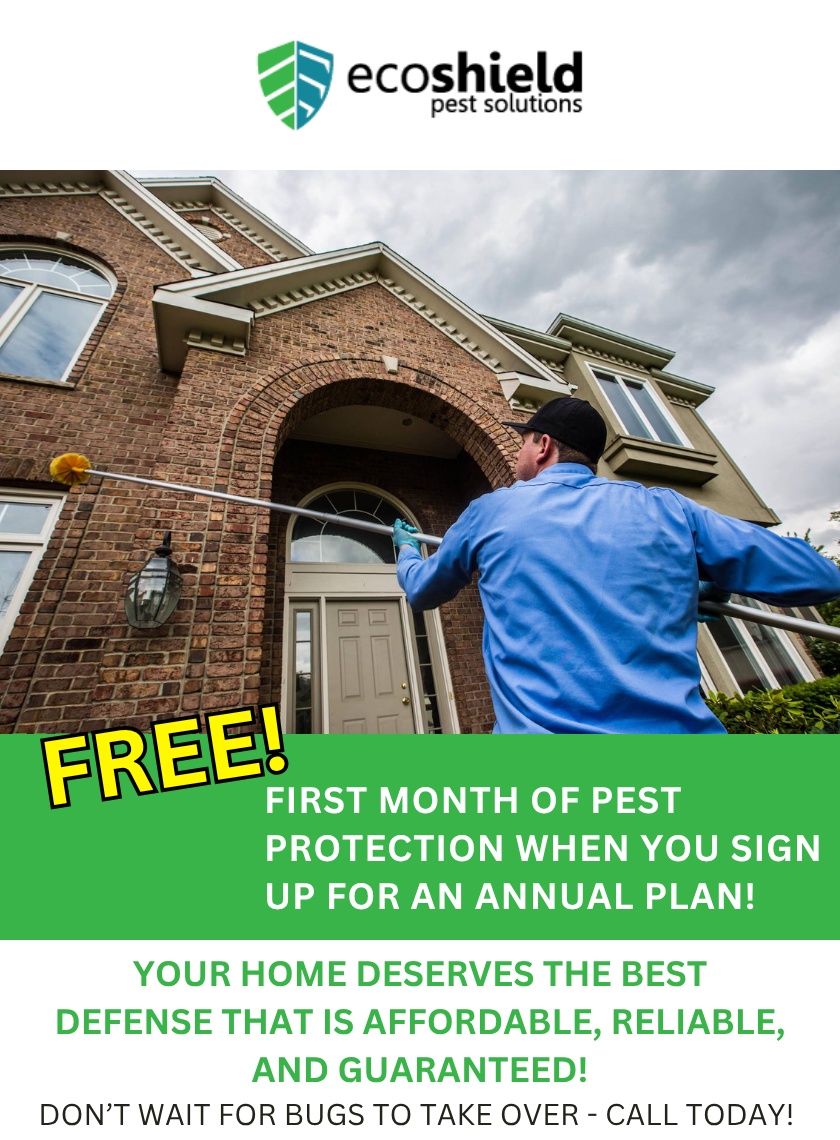 ecoshield
pest solutions
FREE!
FIRST MONTH OF PEST
PROTECTION WHEN YOU SIGN
UP FOR AN ANNUAL PLAN!
YOUR HOME DESERVES THE BEST
DEFENSE THAT IS AFFORDABLE, RELIABLE,
AND GUARANTEED!
DON’T WAIT FOR BUGS TO TAKE OVER - CALL TODAY!